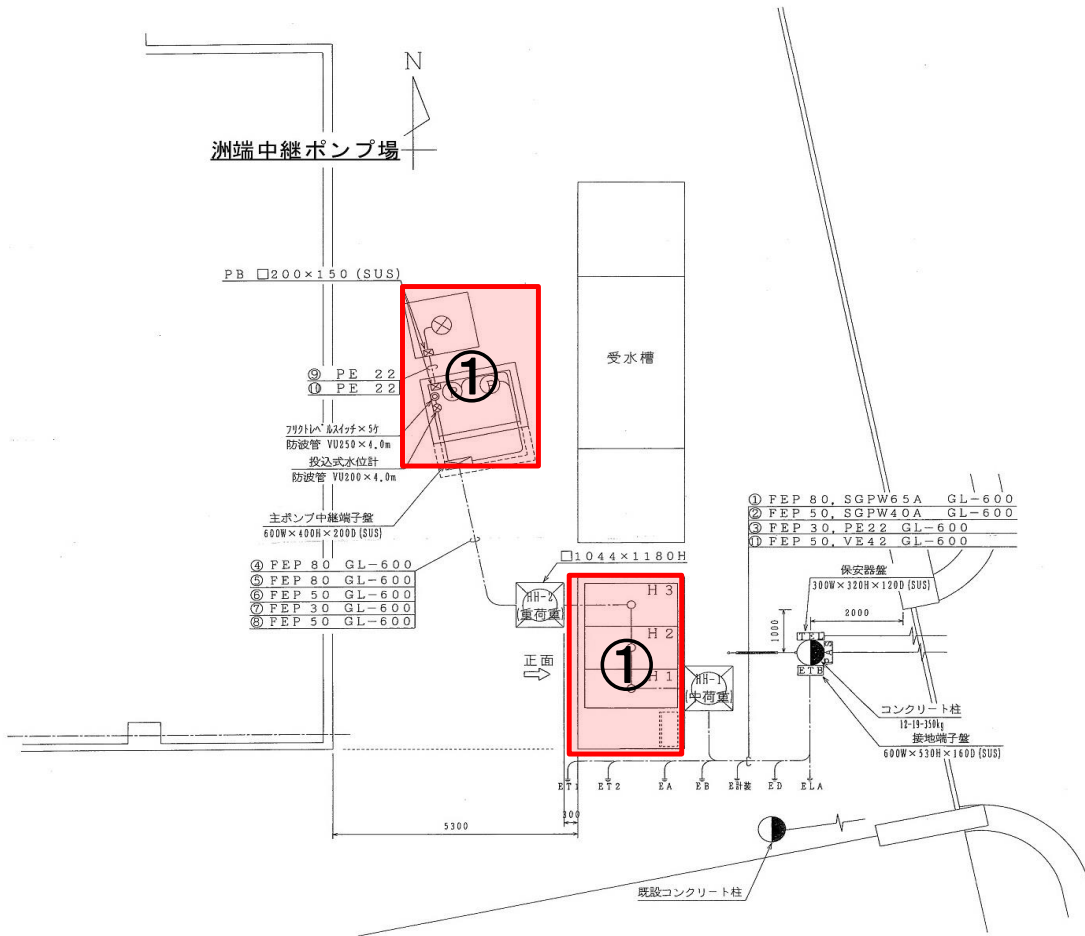 N
洲端中継ポンプ場
PB □200×150 (SUS)
⑨ PE 22
⑩ PE 22
①
P
受水槽
フリクトレベルスイッチ×5ケ
防波管 VU250×4.0m
投込式水位計
防波管 VU200×4.0m
主ポンプ中継端子盤
600W×400H×200D (SUS)
① FEP 80, SGPW65A GL-600
② FEP 50, SGPW40A GL-600
③ FEP 30, PE22 GL-600
⑪ FEP 50, VE42 GL-600
④ FEP 80 GL-600
⑤ FEP 80 GL-600
⑥ FEP 50 GL-600
⑦ FEP 30 GL-600
⑧ FEP 50 GL-600
□1044×1180H
保安器盤
300W×320H×120D (SUS)
2000
1000
HH-2
(重荷重)
H 3
H 2
①
H 1
正面
HH-1
(中荷重)
TEL
PAS
ETB
コンクリート柱
12-19-350kg
接地端子盤
600W×530H×160D (SUS)
ET1 ET2 EA EB E計装 ED ELA
300
5300
既設コンクリート柱